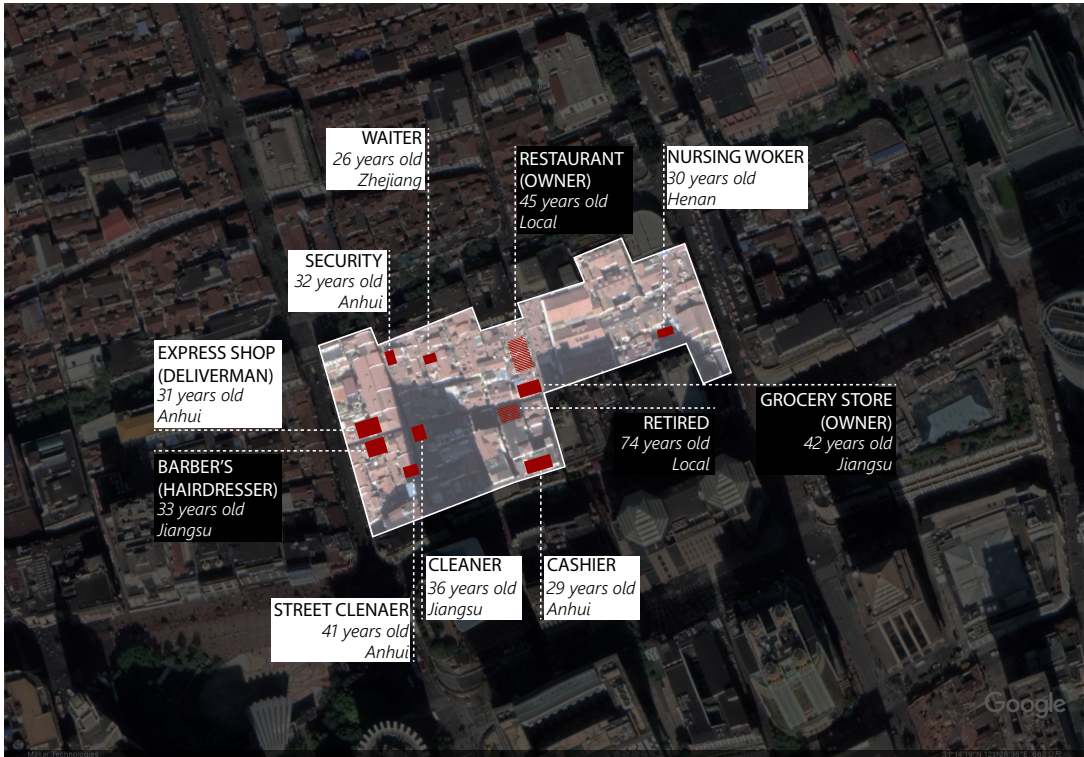 WAITER
26 years old
Zhejiang
RESTAURANT
(OWNER)
45 years old
Local
NURSING WOKER
30 years old
Henan
SECURITY
32 years old
Anhui
EXPRESS SHOP
(DELIVERMAN)
31 years old
Anhui
GROCERY STORE
(OWNER)
42 years old
Jiangsu
RETIRED
74 years old
Local
BARBER'S
(HAIRDRESSER)
33 years old
Jiangsu
CLEANER
36 years old
Jiangsu
CASHIER
29 years old
Anhui
STREET CLENAER
41 years old
Anhui
Google
Maxar Technologies